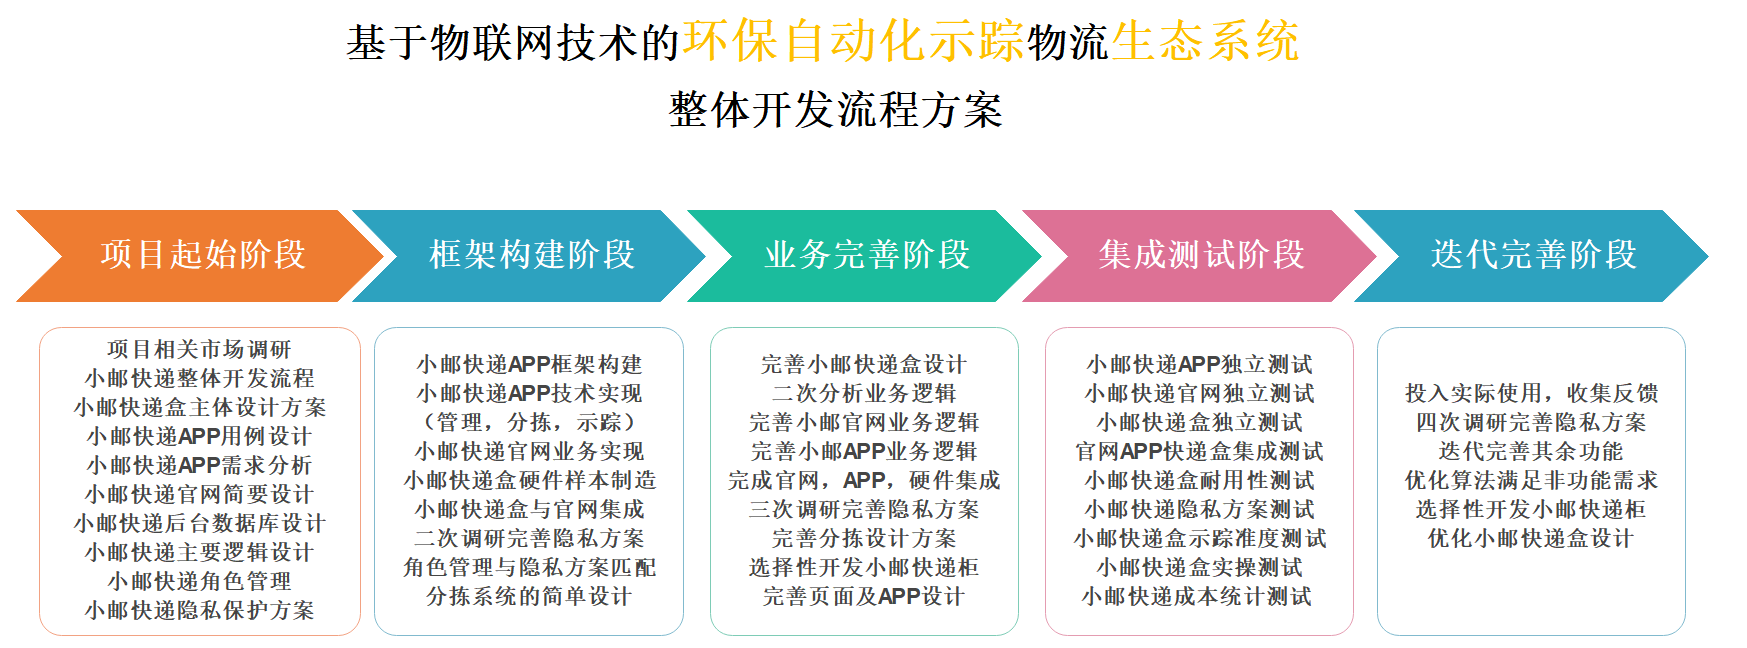 基于物联网技术的环保自动化示踪物流生态系统
整体开发流程方案
项目起始阶段
项目相关市场调研
小邮快递整体开发流程
小邮快递盒主体设计方案
小邮快递APP用例设计
小邮快递APP需求分析
小邮快递官网简要设计
小邮快递后台数据库设计
小邮快递主要逻辑设计
小邮快递角色管理
小邮快递隐私保护方案
框架构建阶段
小邮快递APP框架构建
小邮快递APP技术实现
（管理，分拣，示踪）
小邮快递官网业务实现
小邮快递盒硬件样本制造
小邮快递盒与官网集成
二次调研完善隐私方案
角色管理与隐私方案匹配
分拣系统的简单设计
业务完善阶段
完善小邮快递盒设计
二次分析业务逻辑
完善小邮官网业务逻辑
完善小邮APP业务逻辑
完成官网，APP，硬件集成
三次调研完善隐私方案
完善分拣设计方案
选择性开发小邮快递柜
完善页面及APP设计
集成测试阶段
小邮快递APP独立测试
小邮快递官网独立测试
小邮快递盒独立测试
官网APP快递盒集成测试
小邮快递盒耐用性测试
小邮快递隐私方案测试
小邮快递盒示踪准度测试
小邮快递盒实操测试
小邮快递成本统计测试
迭代完善阶段
投入实际使用，收集反馈
四次调研完善隐私方案
迭代完善其余功能
优化算法满足非功能需求
选择性开发小邮快递柜
优化小邮快递盒设计